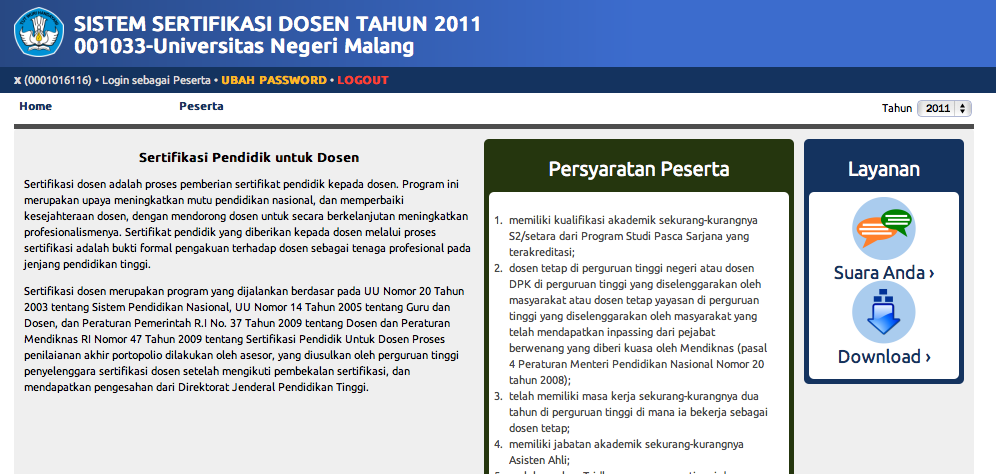 SISTEM SERTIFIKASI DOSEN TAHUN 2011
001033-Universitas Negeri Malang
x (0001016116) • Login sebagai Peserta • UBAH PASSWORD • LOGOUT
Home
Peserta
Tahun 2011
Sertifikasi Pendidik untuk Dosen
Sertifikasi dosen adalah proses pemberian sertifikat pendidik kepada dosen. Program ini
merupakan upaya meningkatkan mutu pendidikan nasional, dan memperbaiki
kesejahteraan dosen, dengan mendorong dosen untuk secara berkelanjutan meningkatkan
profesionalismenya. Sertifikat pendidik yang diberikan kepada dosen melalui proses
sertifikasi adalah bukti formal pengakuan terhadap dosen sebagai tenaga profesional pada
jenjang pendidikan tinggi.
Sertifikasi dosen merupakan program yang dijalankan berdasar pada UU Nomor 20 Tahun
2003 tentang Sistem Pendidikan Nasional, UU Nomor 14 Tahun 2005 tentang Guru dan
Dosen, dan Peraturan Pemerintah R.I No. 37 Tahun 2009 tentang Dosen dan Peraturan
Mendiknas RI Nomor 47 Tahun 2009 tentang Sertifikasi Pendidik Untuk Dosen Proses
penilaianan akhir portopolio dilakukan oleh asesor, yang diusulkan oleh perguruan tinggi
penyelenggara sertifikasi dosen setelah mengikuti pembekalan sertifikasi, dan
mendapatkan pengesahan dari Direktorat Jenderal Pendidikan Tinggi.
Persyaratan Peserta
1. memiliki kualifikasi akademik sekurang-kurangnya
S2/setara dari Program Studi Pasca Sarjana yang
terakreditasi;
2. dosen tetap di perguruan tinggi negeri atau dosen
DPK di perguruan tinggi yang diselenggarakan oleh
masyarakat atau dosen tetap yayasan di perguruan
tinggi yang diselenggarakan oleh masyarakat yang
telah mendapatkan inpassing dari pejabat
berwenang yang diberi kuasa oleh Mendiknas (pasal
4 Peraturan Menteri Pendidikan Nasional Nomor 20
tahun 2008);
3. telah memiliki masa kerja sekurang-kurangnya dua
tahun di perguruan tinggi di mana ia bekerja sebagai
dosen tetap;
4. memiliki jabatan akademik sekurang-kurangnya
Asisten Ahli;
Layanan
Suara Anda ›
Download ›